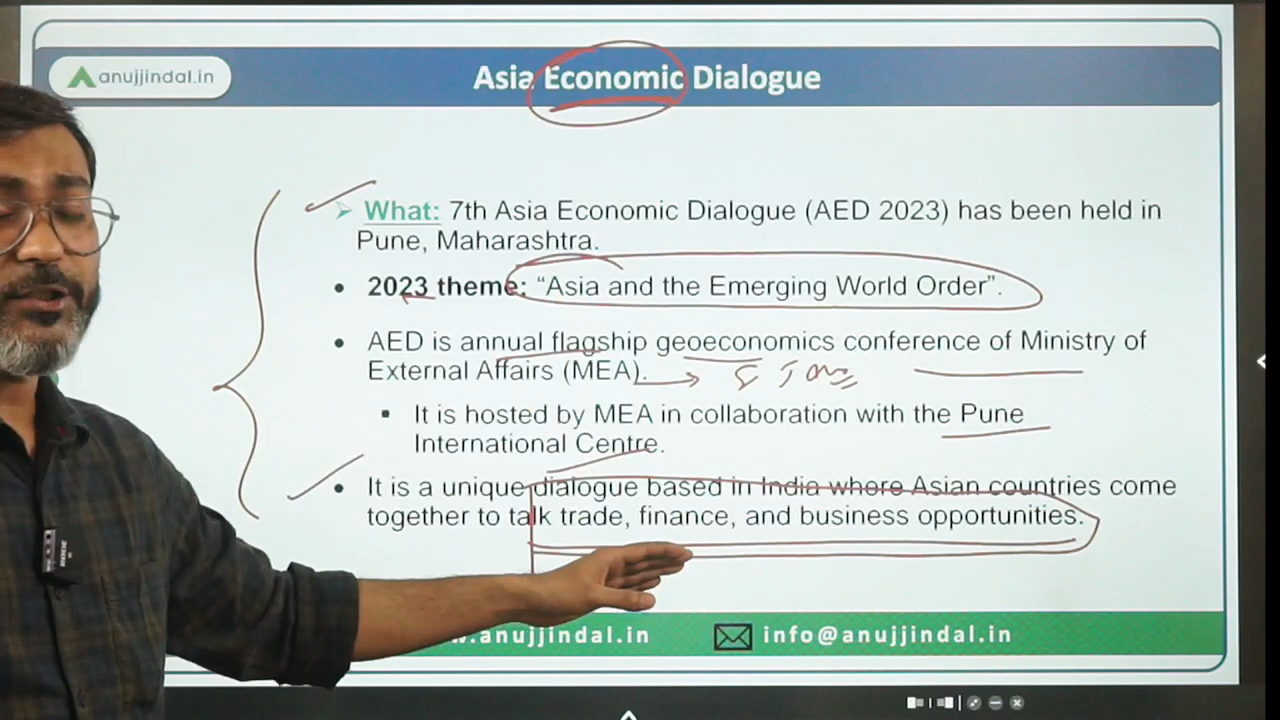 anujjindal.in
Asia Economic Dialogue
What: 7th Asia Economic Dialogue (AED 2023) has been held in
Pune, Maharashtra.
2023 theme: “Asia and the Emerging World Order”.
AED is annual flagship geoeconomics conference of Ministry of
External Affairs (MEA).
It is hosted by MEA in collaboration with the Pune
International Centre.
It is a unique dialogue based in India where Asian countries come
together to talk trade, finance, and business opportunities.
.anujjindal.in
info@anujjindal.in